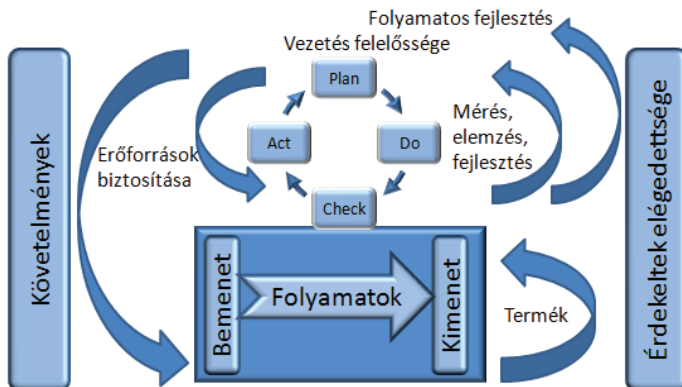 Folyamatos fejlesztés
Vezetés felelőssége
Plan
Act
Do
Check
Erőforrások
biztosítása
Mérés,
elemzés,
fejlesztés
Követelmények
Érdekeltek elégedettsége
Bemenet
Folyamatok
Kimenet
Termék